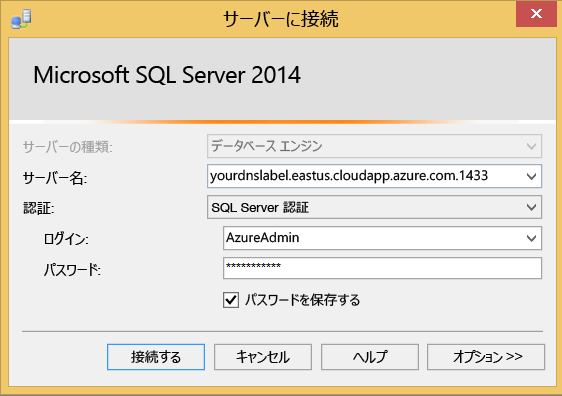 サーバーに接続
Microsoft SQL Server 2014
サーバーの種類: データベース エンジン
サーバー名: yourdnslabel.eastus.cloudapp.azure.com.1433
認証: SQL Server 認証
ログイン: AzureAdmin
パスワード: ***********
パスワードを保存する
接続する キャンセル ヘルプ オプション >>